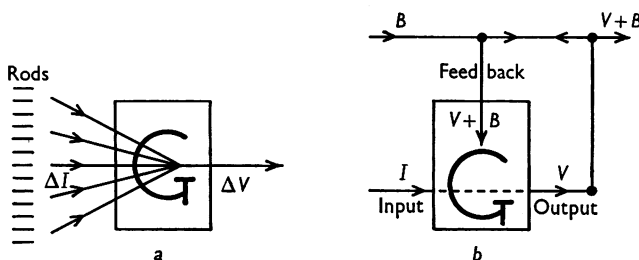 Rods
ΔI
G
ΔV
a
B
V+B
Feed back
V+ B
I
V
Input
G
Output
b